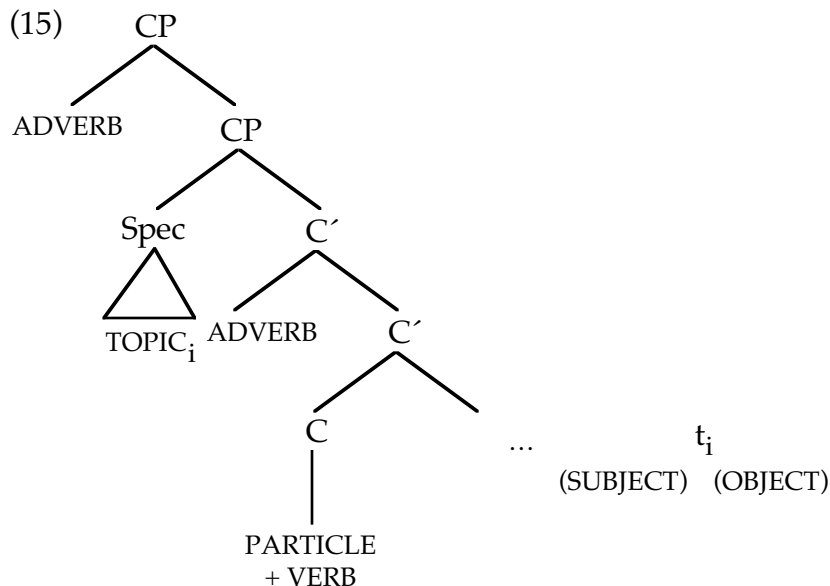 (15) CP
ADVERB CP
Spec C´
TOPICi ADVERB C´
C … ti
(SUBJECT) (OBJECT)
PARTICLE
+ VERB